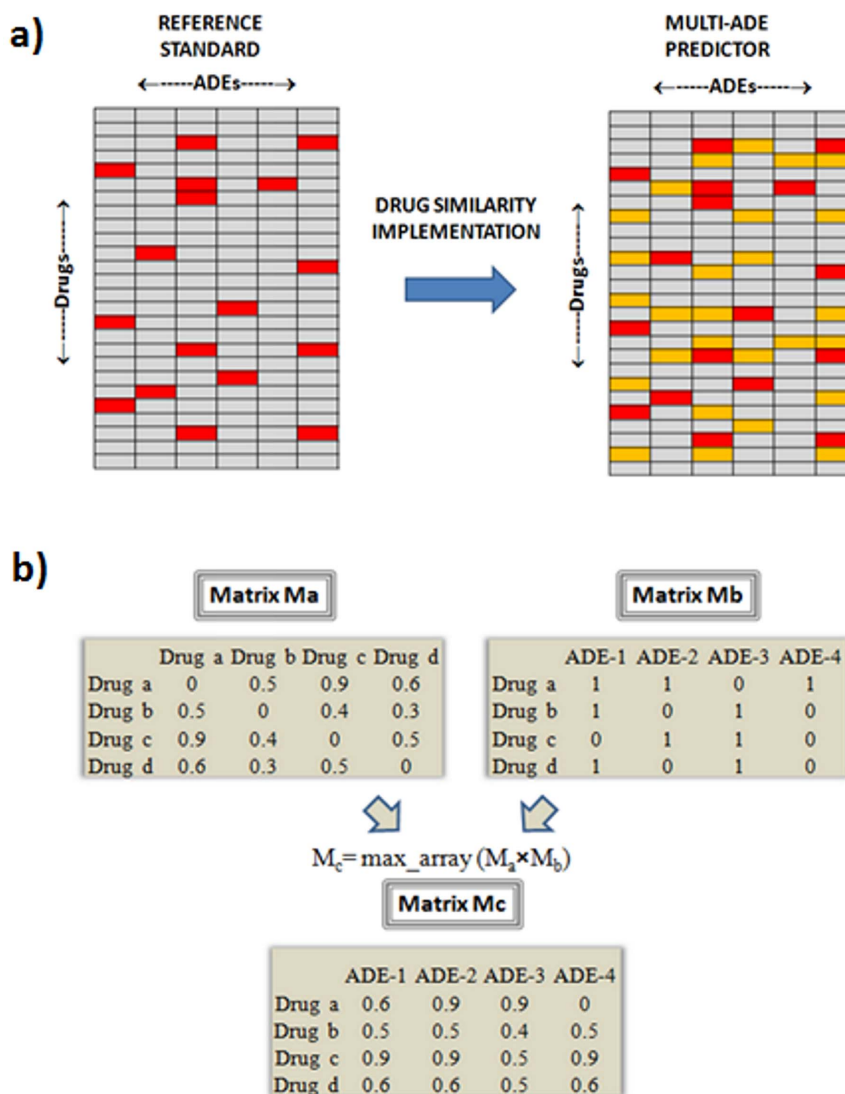 a)
REFERENCE
STANDARD
←-----ADEs-----→
←-----Drugs-----→
DRUG SIMILARITY
IMPLEMENTATION
MULTI-ADE
PREDICTOR
←-----ADEs-----→
←-----Drugs-----→
b)
Matrix Ma
Drug a Drug b Drug c Drug d
Drug a 0 0.5 0.9 0.6
Drug b 0.5 0 0.4 0.3
Drug c 0.9 0.4 0 0.5
Drug d 0.6 0.3 0.5 0
Matrix Mb
ADE-1 ADE-2 ADE-3 ADE-4
Drug a 1 1 0 1
Drug b 1 0 1 0
Drug c 0 1 1 0
Drug d 1 0 1 0
Mc= max_array (Ma×Mb)
Matrix Mc
ADE-1 ADE-2 ADE-3 ADE-4
Drug a 0.6 0.9 0.9 0
Drug b 0.5 0.5 0.4 0.5
Drug c 0.9 0.9 0.5 0.9
Drug d 0.6 0.6 0.5 0.6